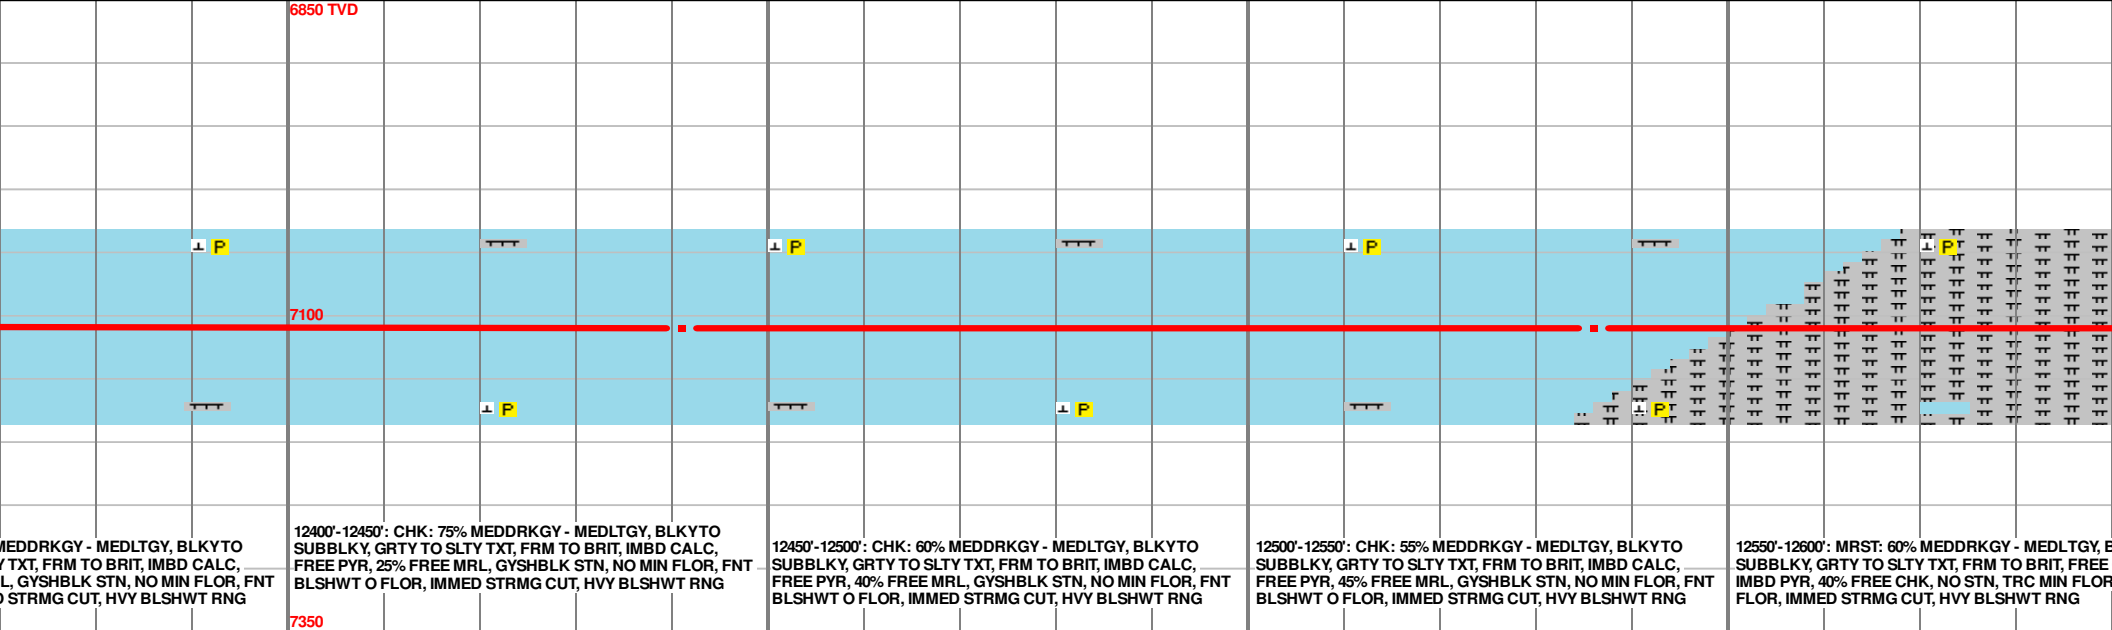 6850 TVD
7100
MEDDRKGY - MEDLTGY, BLKYTO
TXT, FRM TO BRIT, IMBD CALC,
GYSHBLK STN, NO MIN FLOR, FNT
STRMG CUT, HVY BLSHWT RNG
12400'-12450': CHK: 75% MEDDRKGY - MEDLTGY, BLKYTO
SUBBLKY, GRTY TO SLTY TXT, FRM TO BRIT, IMBD CALC,
FREE PYR, 25% FREE MRL, GYSHBLK STN, NO MIN FLOR, FNT
BLSHWT O FLOR, IMMED STRMG CUT, HVY BLSHWT RNG
12450'-12500': CHK: 60% MEDDRKGY - MEDLTGY, BLKYTO
SUBBLKY, GRTY TO SLTY TXT, FRM TO BRIT, IMBD CALC,
FREE PYR, 40% FREE MRL, GYSHBLK STN, NO MIN FLOR, FNT
BLSHWT O FLOR, IMMED STRMG CUT, HVY BLSHWT RNG
12500'-12550': CHK: 55% MEDDRKGY - MEDLTGY, BLKYTO
SUBBLKY, GRTY TO SLTY TXT, FRM TO BRIT, IMBD CALC,
FREE PYR, 45% FREE MRL, GYSHBLK STN, NO MIN FLOR, FNT
BLSHWT O FLOR, IMMED STRMG CUT, HVY BLSHWT RNG
12550'-12600': MRST: 60% MEDDRKGY - MEDLTGY,
SUBBLKY, GRTY TO SLTY TXT, FRM TO BRIT, FREE
IMBD PYR, 40% FREE CHK, NO STN, TRC MIN FLOR
FLOR, IMMED STRMG CUT, HVY BLSHWT RNG
7350
P
P
P
P
P
P
P
P